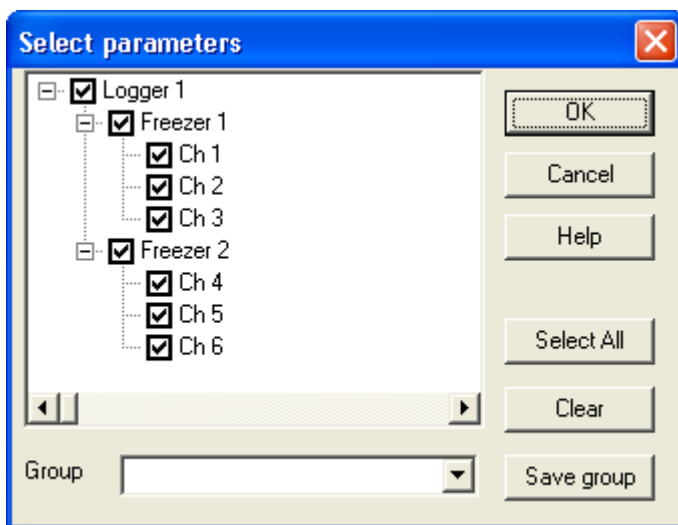 Select parameters
Logger 1
Freezer 1
Ch 1
Ch 2
Ch 3
Freezer 2
Ch 4
Ch 5
Ch 6
OK
Cancel
Help
Select All
Clear
Group
Save group